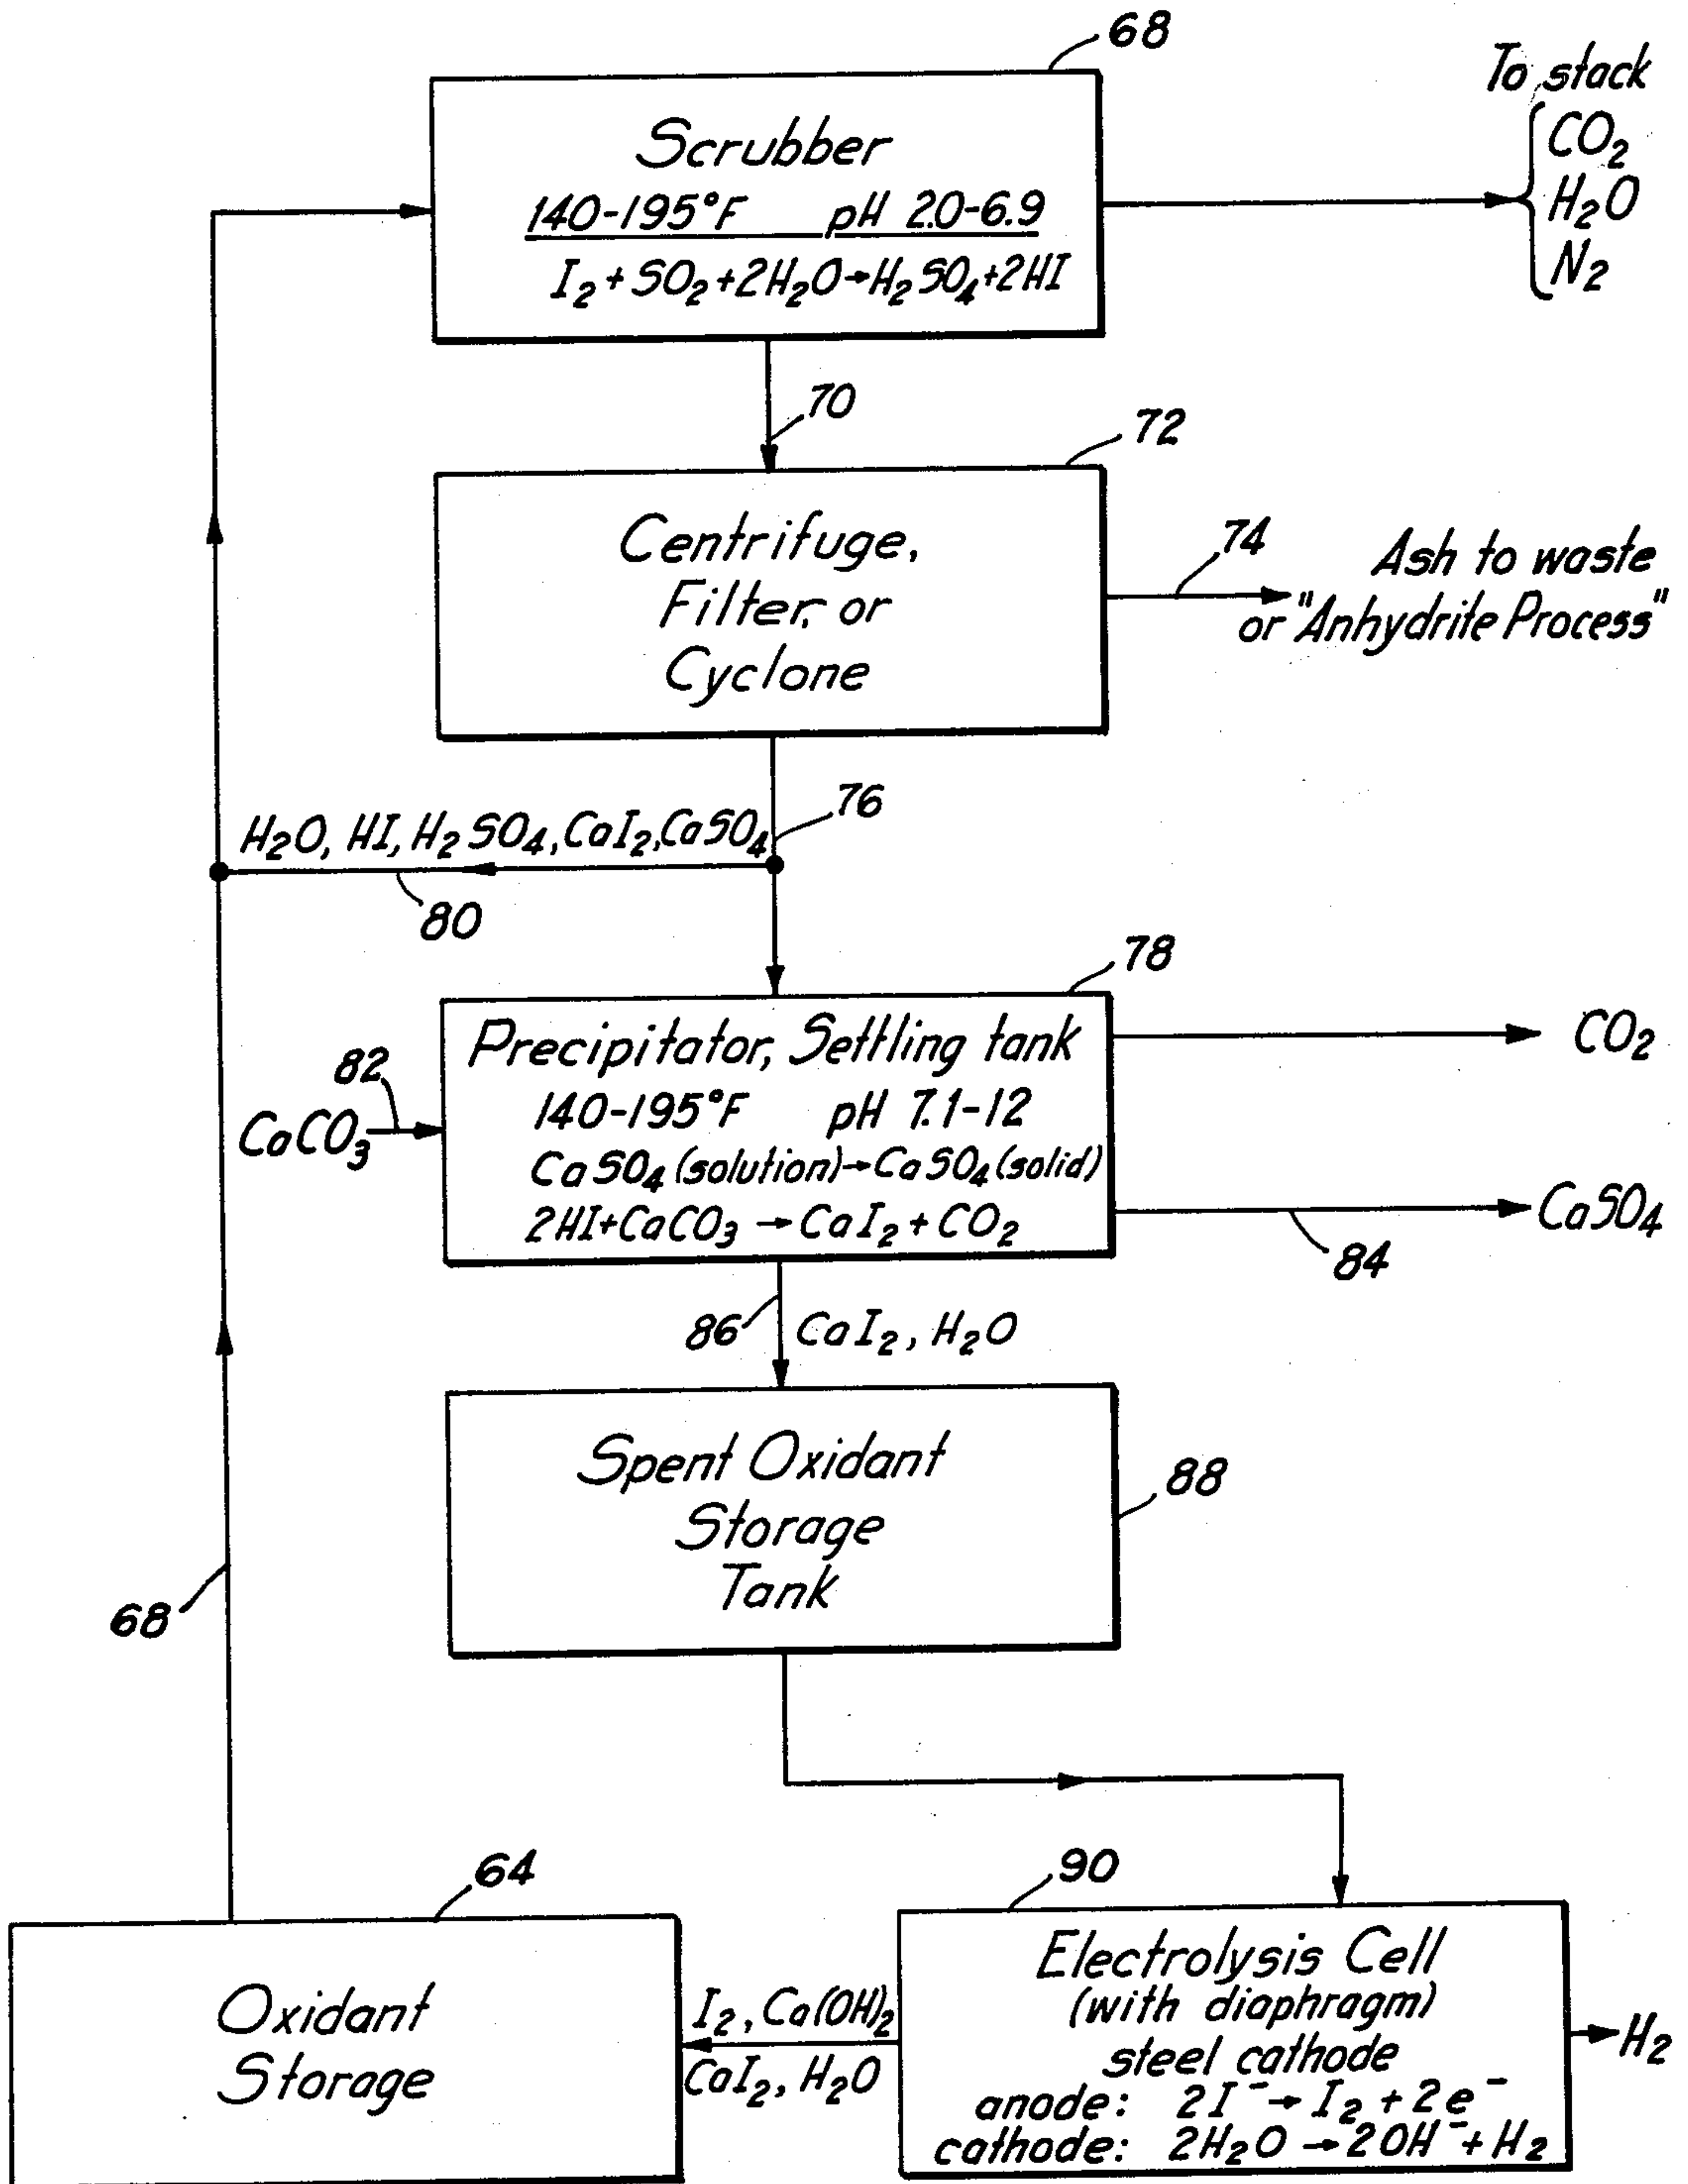 68
To stack
CO2
H2O
N2
Scrubber
140-195°F pH 2.0-6.9
I2+SO2+2H2O→H2SO4+2HI
70
72
Centrifuge,
Filter, or
Cyclone
74
Ash to waste
or "Anhydrite Process"
76
H2O, HI, H2SO4, CaI2, CaSO4
80
78
Precipitator, Settling tank
140-195°F pH 7.1-12
CaSO4 (solution)→CaSO4 (solid)
2HI+CaCO3→CaI2+CO2
82
CaCO3
CO2
CaSO4
84
86
CaI2, H2O
Spent Oxidant
Storage
Tank
88
68
64
Oxidant
Storage
I2, Ca(OH)2
CaI2, H2O
90
Electrolysis Cell
(with diaphragm)
steel cathode
anode: 2I⁻→I2+2e⁻
cathode: 2H2O→2OH⁻+H2
H2